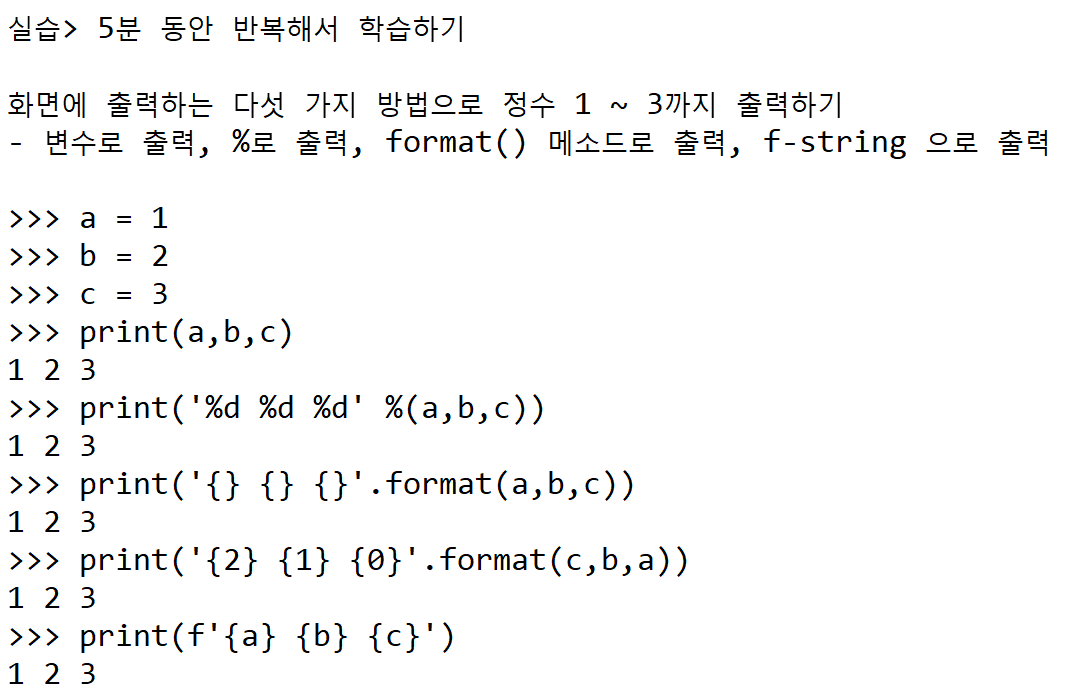 실습> 5분 동안 반복해서 학습하기
화면에 출력하는 다섯 가지 방법으로 정수 1 ~ 3까지 출력하기
- 변수로 출력, %로 출력, format() 메소드로 출력, f-string 으로 출력
>>> a = 1
>>> b = 2
>>> c = 3
>>> print(a,b,c)
1 2 3
>>> print('%d %d %d' %(a,b,c))
1 2 3
>>> print('{} {} {}'.format(a,b,c))
1 2 3
>>> print('{2} {1} {0}'.format(c,b,a))
1 2 3
>>> print(f'{a} {b} {c}')
1 2 3